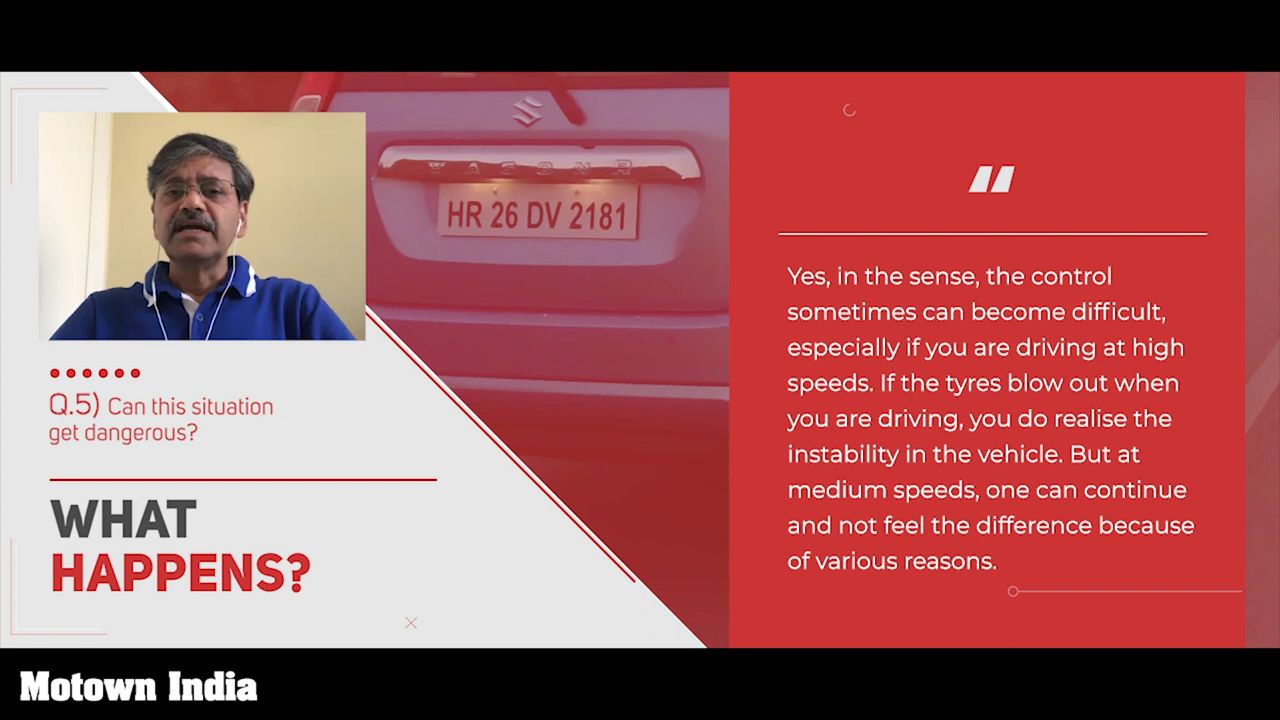 WAGON R
HR 26 DV 2181
Q.5) Can this situation
get dangerous?
WHAT
HAPPENS?
Yes, in the sense, the control
sometimes can become difficult,
especially if you are driving at high
speeds. If the tyres blow out when
you are driving, you do realise the
instability in the vehicle. But at
medium speeds, one can continue
and not feel the difference because
of various reasons.
Motown India